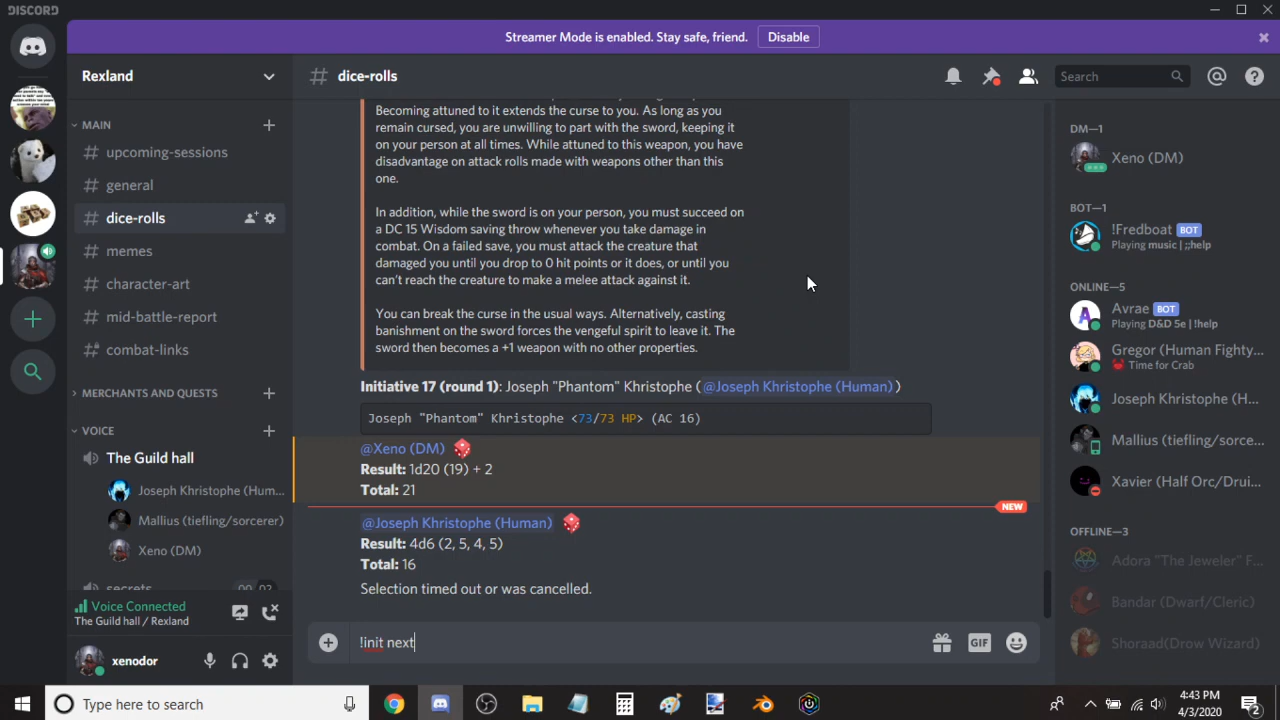 DISCORD
Streamer Mode is enabled. Stay safe, friend.
Disable
Rexland
# dice-rolls
Search
MAIN
# upcoming-sessions
# general
# dice-rolls
# memes
# character-art
# mid-battle-report
# combat-links
MERCHANTS AND QUESTS
VOICE
The Guild hall
Joseph Khristophe (Hum...
Mallius (tiefling/sorcerer)
Xeno (DM)
secrets
Voice Connected
The Guild hall / Rexland
xenodor
Becoming attuned to it extends the curse to you. As long as you
remain cursed, you are unwilling to part with the sword, keeping it
on your person at all times. While attuned to this weapon, you have
disadvantage on attack rolls made with weapons other than this
one.
In addition, while the sword is on your person, you must succeed on
a DC 15 Wisdom saving throw whenever you take damage in
combat. On a failed save, you must attack the creature that
damaged you until you drop to 0 hit points or it does, or until you
can't reach the creature to make a melee attack against it.
You can break the curse in the usual ways. Alternatively, casting
banishment on the sword forces the vengeful spirit to leave it. The
sword then becomes a +1 weapon with no other properties.
Initiative 17 (round 1): Joseph "Phantom" Khristophe (@Joseph Khristophe (Human))
Joseph "Phantom" Khristophe <73/73 HP> (AC 16)
@Xeno (DM)
Result: 1d20 (19) + 2
Total: 21
NEW
@Joseph Khristophe (Human)
Result: 4d6 (2, 5, 4, 5)
Total: 16
Selection timed out or was cancelled.
!init next
GIF
DM—1
Xeno (DM)
BOT—1
!Fredboat BOT
Playing music | ;;help
ONLINE—5
Avrae BOT
Playing D&D 5e | !help
Gregor (Human Fighty...
Time for Crab
Joseph Khristophe (H...
Mallius (tiefling/sorce...
Xavier (Half Orc/Drui...
OFFLINE—3
Adora "The Jeweler" F...
Bandar (Dwarf/Cleric)
Shoraad(Drow Wizard)
Type here to search
4:43 PM
4/3/2020
2